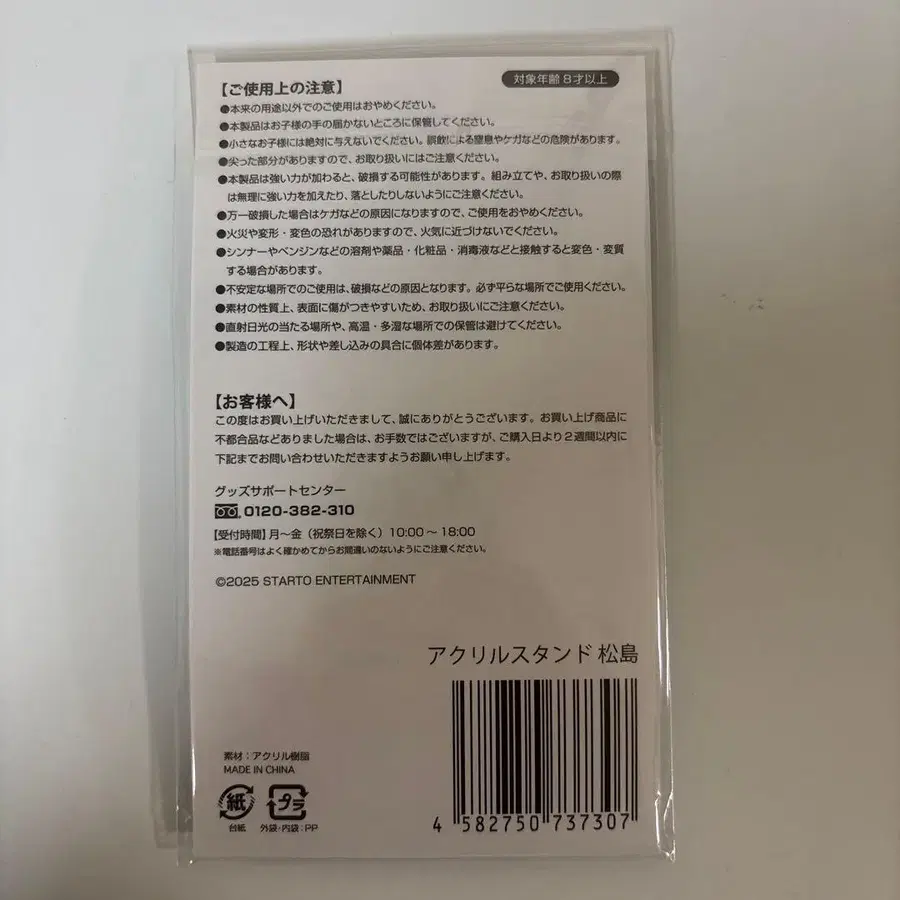 【ご使用上の注意】
対象年齢 8才以上
●本来の用途以外でのご使用はおやめください。
●本製品はお子様の手の届かないところに保管してください。
●小さなお子様には絶対に与えないでください。誤飲による窒息やケガなどの危険があります。
●尖った部分がありますので、お取り扱いにはご注意ください。
●本製品は強い力が加わると、破損する可能性があります。組み立てや、お取り扱いの際
は無理に強い力を加えたり、落としたりしないようにご注意ください。
●万一破損した場合はケガなどの原因になりますので、ご使用をおやめください。
●火災や変形・変色の恐れがありますので、火気に近づけないでください。
●シンナーやベンジンなどの溶剤や薬品・化粧品・消毒液などと接触すると変色・変質
する場合があります。
●不安定な場所でのご使用は、破損などの原因となります。必ず平らな場所でご使用ください。
●素材の性質上、表面に傷がつきやすいため、お取り扱いにご注意ください。
●直射日光の当たる場所や、高温・多湿な場所での保管は避けてください。
●製造の工程上、形状や差し込みの具合に個体差があります。
【お客様へ】
この度はお買い上げいただきまして、誠にありがとうございます。お買い上げ商品に
不都合品などありました場合は、お手数ではございますが、ご購入日より2週間以内に
下記までお問い合わせいただきますようお願い申し上げます。
グッズサポートセンター
0120-382-310
【受付時間】月〜金（祝祭日を除く）10:00〜18:00
※電話番号はよく確かめてからお間違いのないようにご注意ください。
©2025 STARTO ENTERTAINMENT
アクリルスタンド 松島
素材：アクリル樹脂
MADE IN CHINA
紙
プラ
台紙
外袋・内袋：PP
4 582750 737307